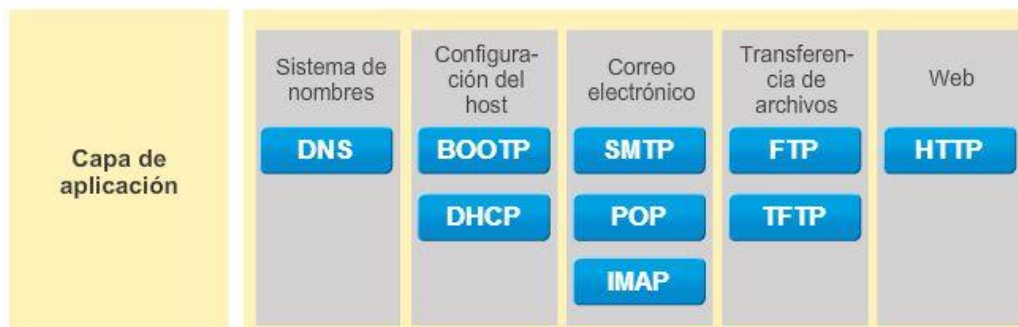 Capa de
aplicación
Sistema de
nombres
DNS
Configura-
ción del
host
BOOTP
DHCP
Correo
electrónico
SMTP
POP
IMAP
Transferen-
cia de
archivos
FTP
TFTP
Web
HTTP